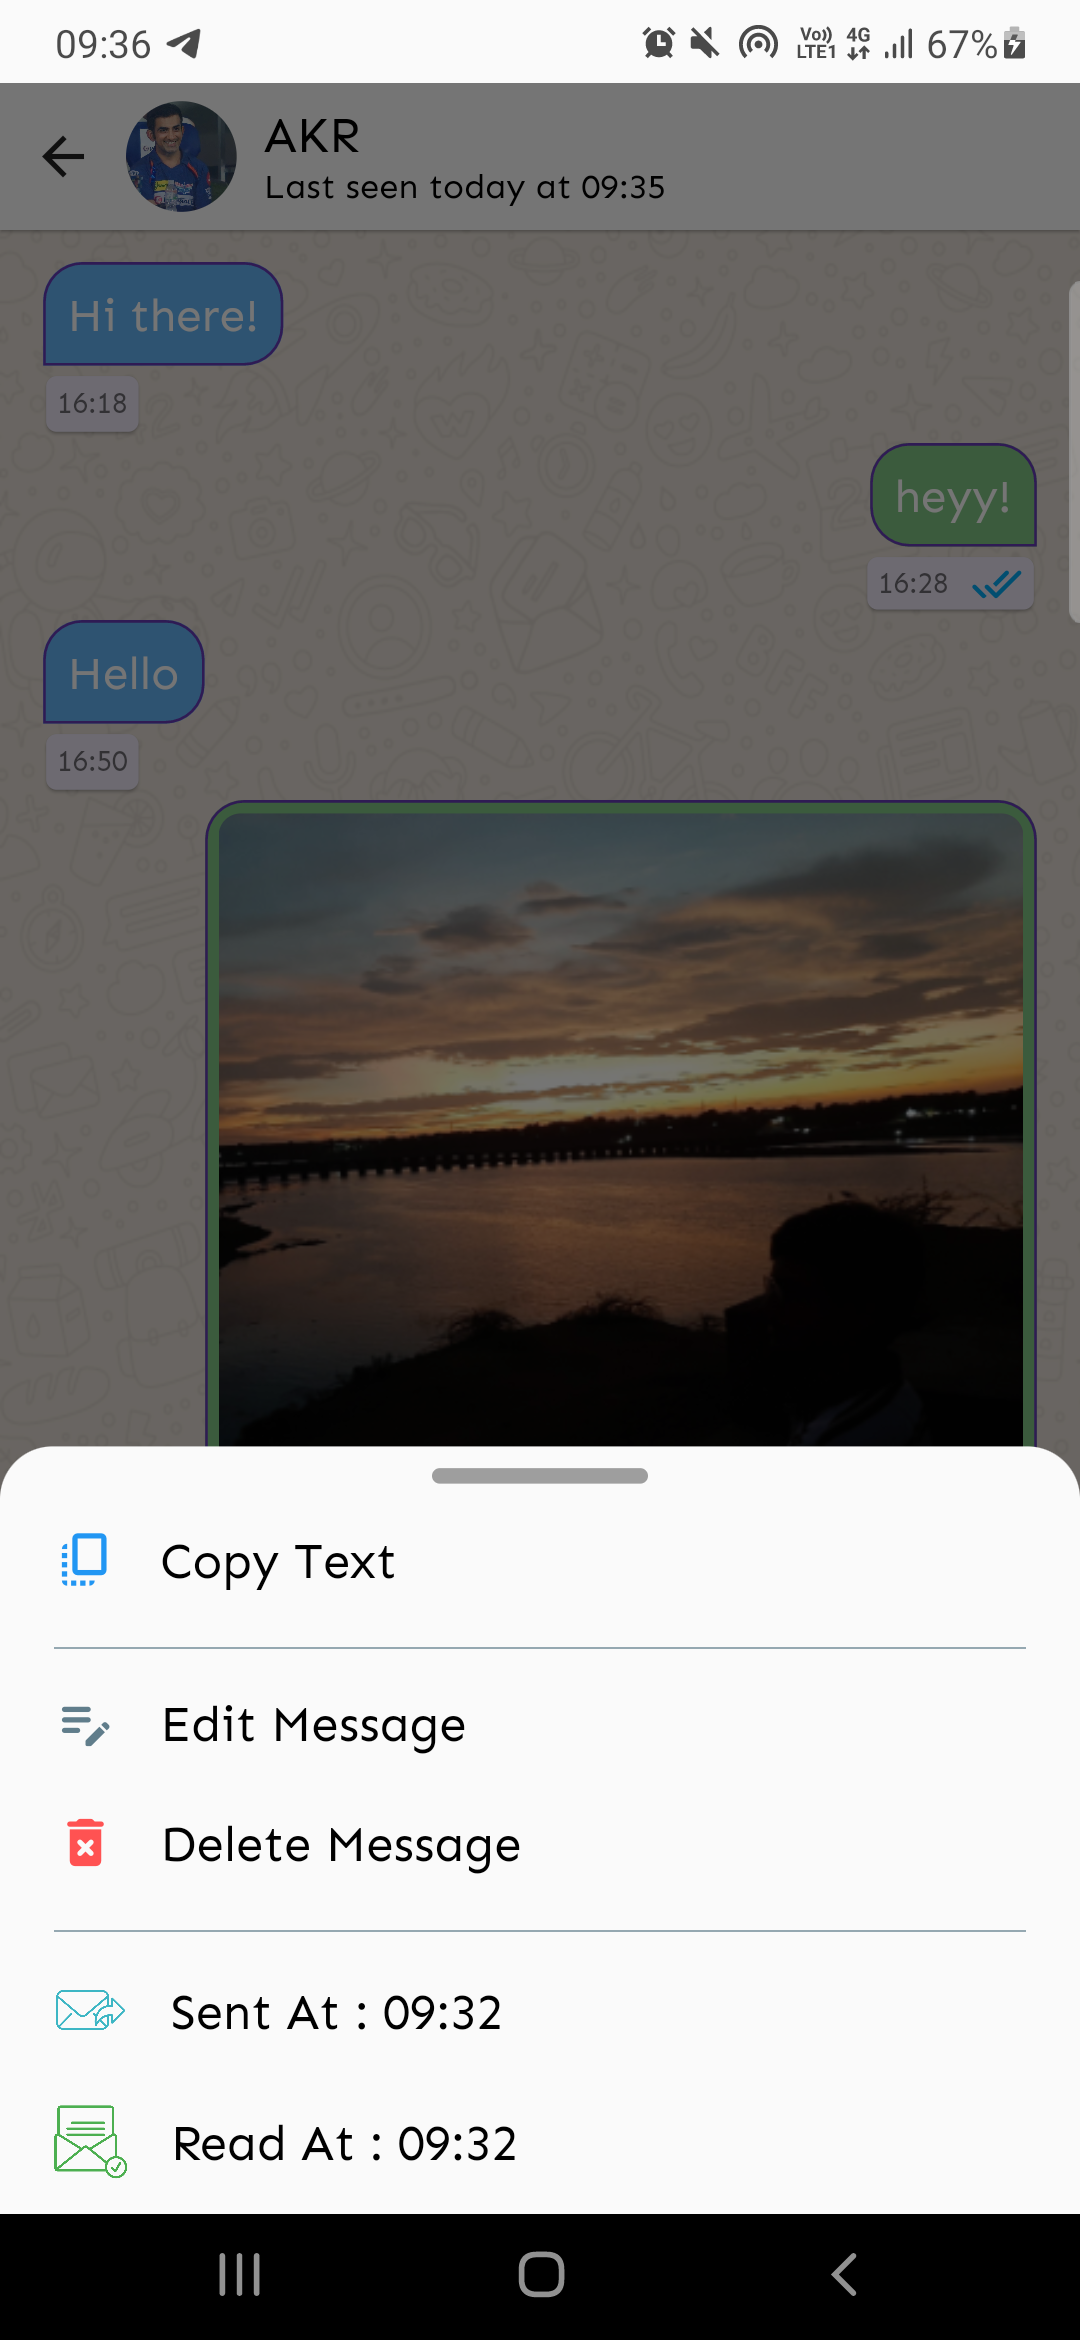 09:36
Vo)) LTE1 4G 67%
AKR
Last seen today at 09:35
Hi there!
16:18
heyy!
16:28
Hello
16:50
Copy Text
Edit Message
Delete Message
Sent At : 09:32
Read At : 09:32